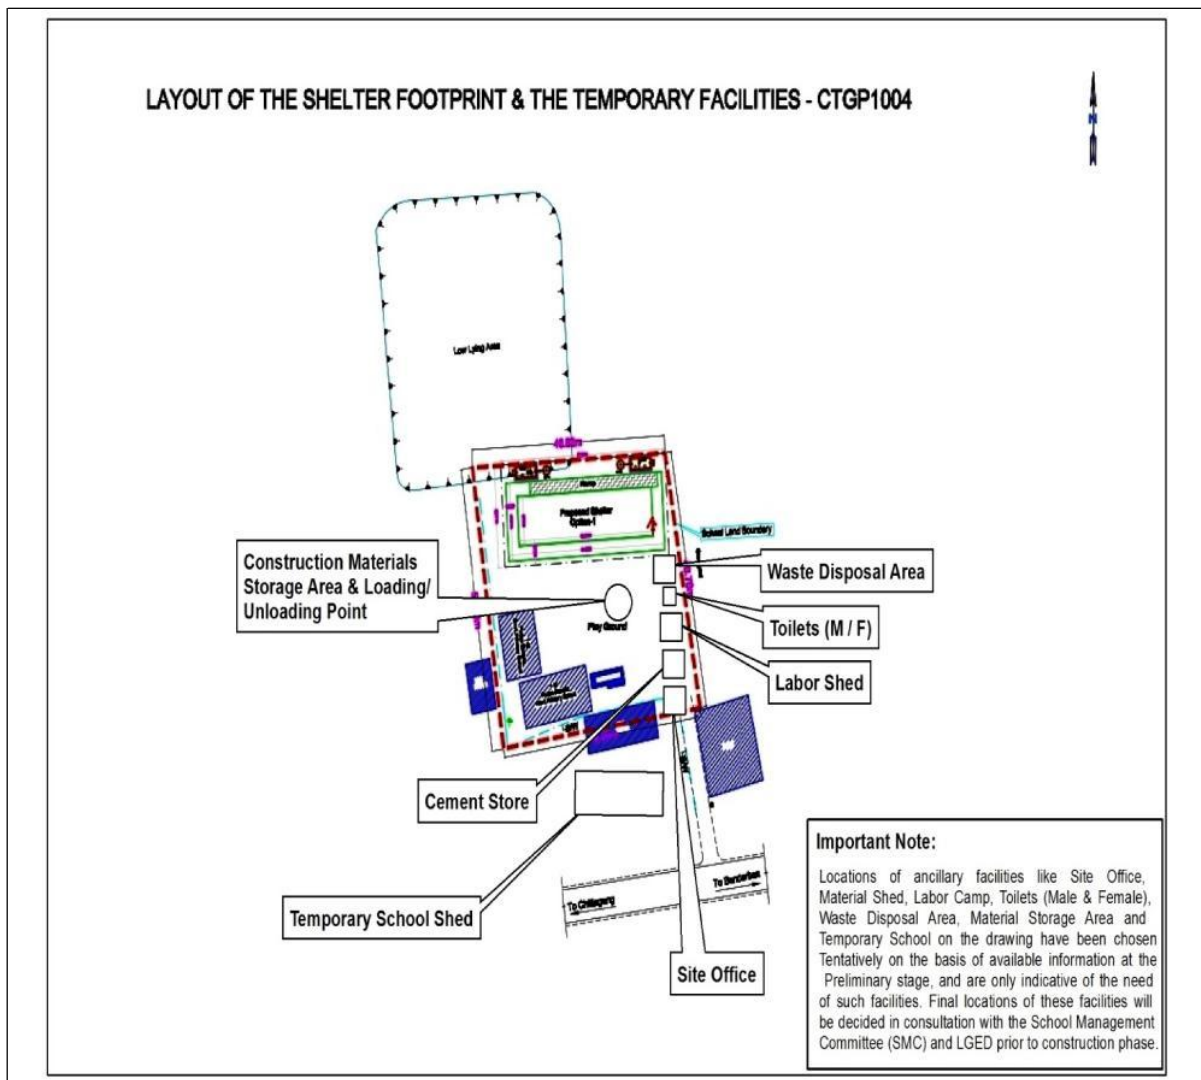 LAYOUT OF THE SHELTER FOOTPRINT & THE TEMPORARY FACILITIES - CTGP1004
N
Low Lying Area
Ramp
Proposed Shelter
Option-1
School Land Boundary
Construction Materials
Storage Area & Loading/
Unloading Point
Waste Disposal Area
Play Ground
Toilets (M / F)
Labor Shed
Cement Store
Temporary School Shed
To Chittagong
To Bandarban
Site Office
Important Note:
Locations of ancillary facilities like Site Office,
Material Shed, Labor Camp, Toilets (Male & Female),
Waste Disposal Area, Material Storage Area and
Temporary School on the drawing have been chosen
Tentatively on the basis of available information at the
Preliminary stage, and are only indicative of the need
of such facilities. Final locations of these facilities will
be decided in consultation with the School Management
Committee (SMC) and LGED prior to construction phase.